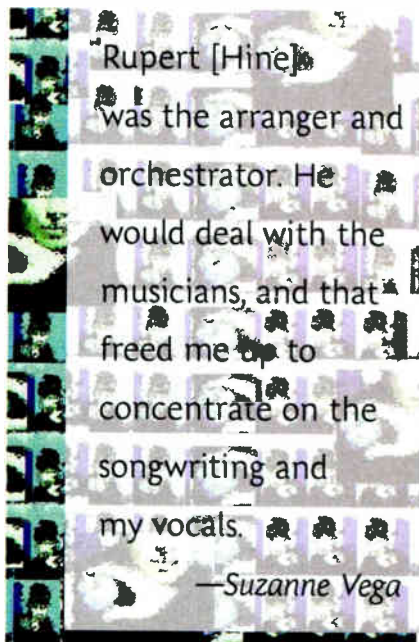 Rupert [Hine]
was the arranger and
orchestrator. He
would deal with the
musicians, and that
freed me up to
concentrate on the
songwriting and
my vocals.
—Suzanne Vega